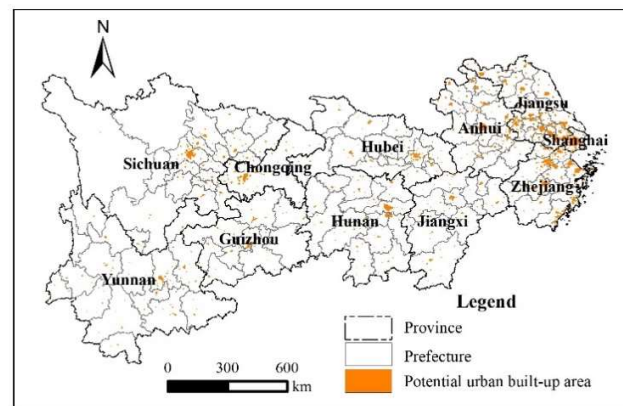 N
Jiangsu
Anhui
Shanghai
Hubei
Sichuan
Chongqing
Zhejiang
Hunan
Jiangxi
Guizhou
Yunnan
Legend
Province
Prefecture
Potential urban built-up area
0 300 600
km